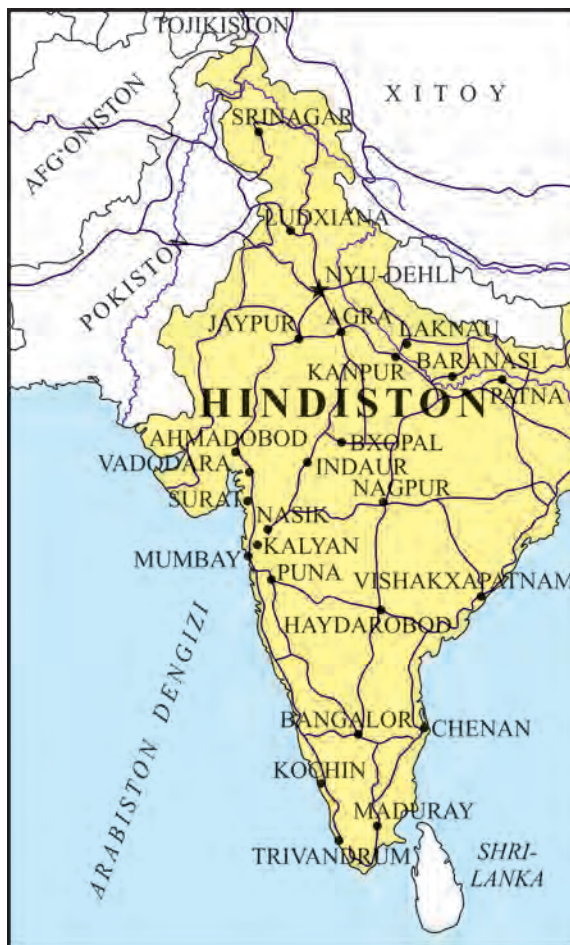 TOJIKISTON
XITOY
AFG‘ONISTON
SRINAGAR
LUDXIANA
POKISTON
NYU-DEHLI
JAYPUR
AGRA
LAKNAU
KANPUR
BARANASI
PATNA
HINDISTON
AHMADOBOD
BXOPAL
VADODARA
INDAUR
SURAT
NAGPUR
NASIK
KALYAN
MUMBAY
PUNA
VISHAKXAPATNAM
HAYDAROBOD
ARABISTON DENGIZI
BANGALOR
CHENAN
KOCHIN
MADURAY
TRIVANDRUM
SHRI-
LANKA